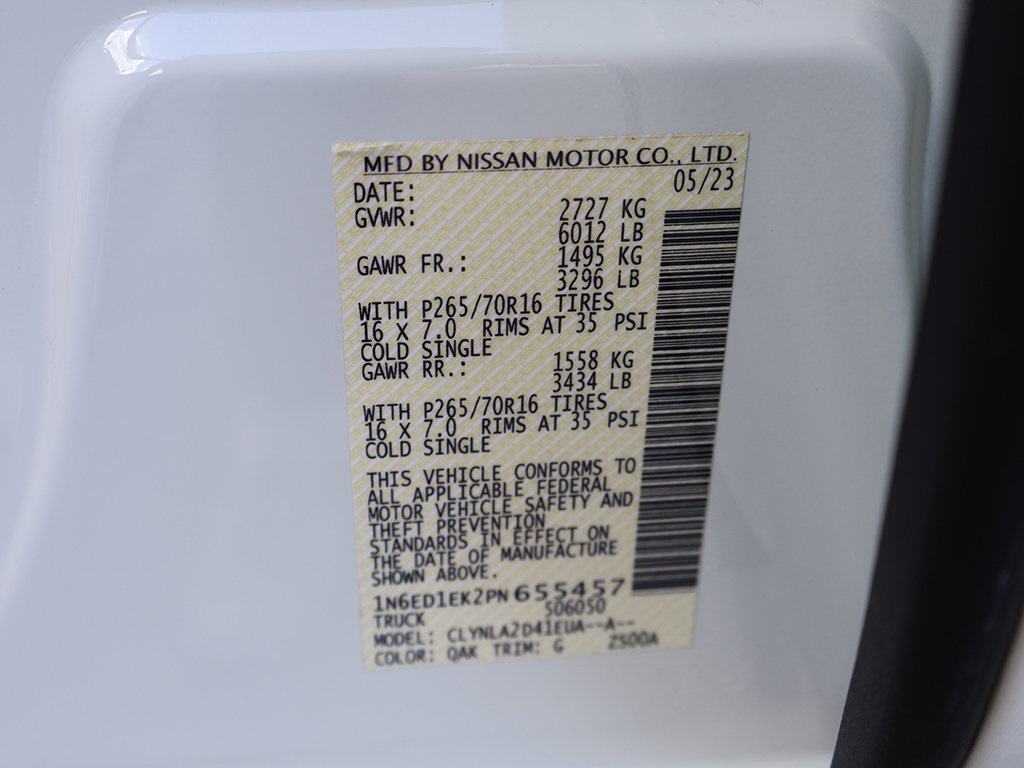 MFD BY NISSAN MOTOR CO., LTD.
DATE: 05/23
GVWR: 2727 KG
6012 LB
GAWR FR.: 1495 KG
3296 LB
WITH P265/70R16 TIRES
16 X 7.0 RIMS AT 35 PSI
COLD SINGLE
GAWR RR.: 1558 KG
3434 LB
WITH P265/70R16 TIRES
16 X 7.0 RIMS AT 35 PSI
COLD SINGLE
THIS VEHICLE CONFORMS TO
ALL APPLICABLE FEDERAL
MOTOR VEHICLE SAFETY AND
THEFT PREVENTION
STANDARDS IN EFFECT ON
THE DATE OF MANUFACTURE
SHOWN ABOVE.
1N6ED1EK2PN655457
TRUCK S06050
MODEL: CLYNLA2D41EUA--A--
COLOR: QAK TRIM: G ZS00A